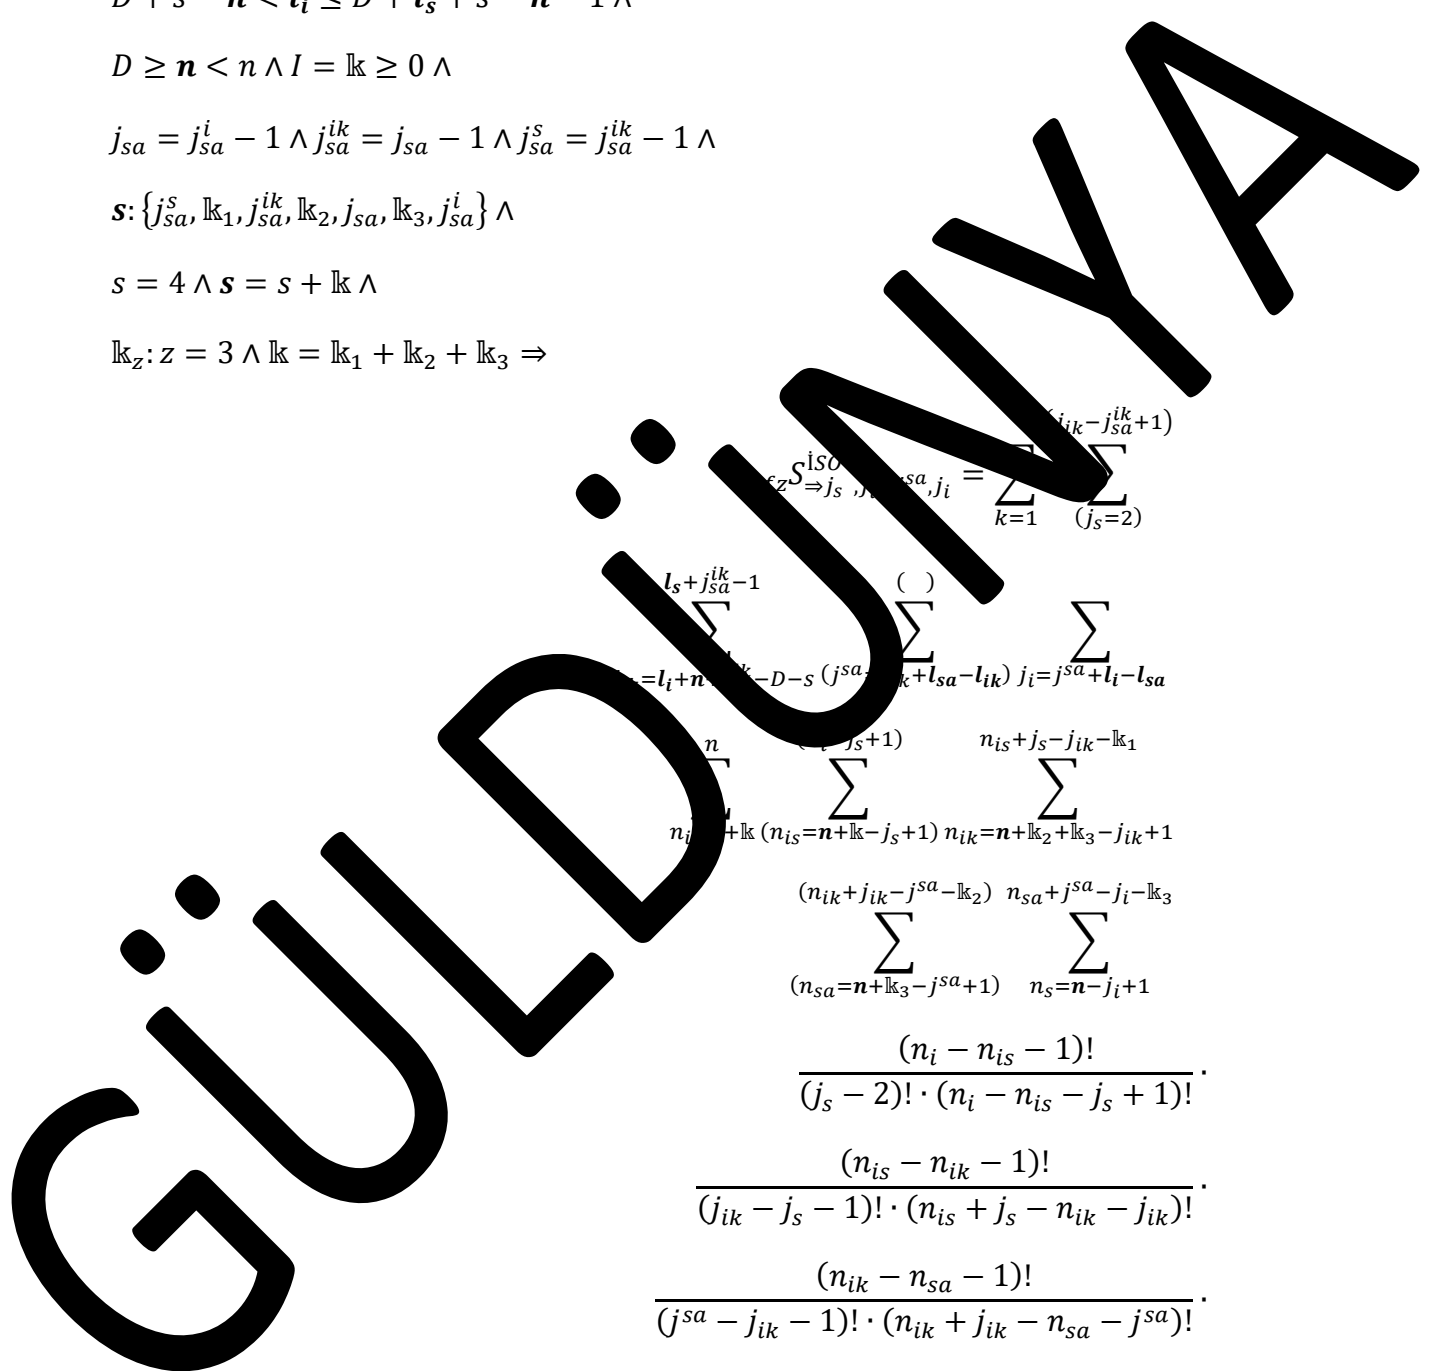 D ≥ 𝒏 < n ∧ I = 𝕜 ≥ 0 ∧
j_{sa} = j_{sa}^{i} − 1 ∧ j_{sa}^{ik} = j_{sa} − 1 ∧ j_{sa}^{s} = j_{sa}^{ik} − 1 ∧
𝒔: {j_{sa}^{s}, 𝕜_1, j_{sa}^{ik}, 𝕜_2, j_{sa}, 𝕜_3, j_{sa}^{i}} ∧
s = 4 ∧ 𝒔 = s + 𝕜 ∧
𝕜_z: z = 3 ∧ 𝕜 = 𝕜_1 + 𝕜_2 + 𝕜_3 ⇒
= ∑_{k=1} ∑_{(j_s=2)}
𝒍_𝒔+j_{sa}^{ik}−1 ( )
∑ ∑ ∑
j_i=j^{sa}+𝒍_𝒊−𝒍_{𝒔𝒂}
n n_{is}+j_s−j_{ik}−𝕜_1
∑ ∑ ∑
(n_{is}=𝒏+𝕜−j_s+1) n_{ik}=𝒏+𝕜_2+𝕜_3−j_{ik}+1
(n_{ik}+j_{ik}−j^{sa}−𝕜_2) n_{sa}+j^{sa}−j_i−𝕜_3
∑ ∑
(n_{sa}=𝒏+𝕜_3−j^{sa}+1) n_s=𝒏−j_i+1
(n_i − n_{is} − 1)!
(j_s − 2)! · (n_i − n_{is} − j_s + 1)! ·
(n_{is} − n_{ik} − 1)!
(j_{ik} − j_s − 1)! · (n_{is} + j_s − n_{ik} − j_{ik})! ·
(n_{ik} − n_{sa} − 1)!
(j^{sa} − j_{ik} − 1)! · (n_{ik} + j_{ik} − n_{sa} − j^{sa})! ·
GÜLDÜNYA